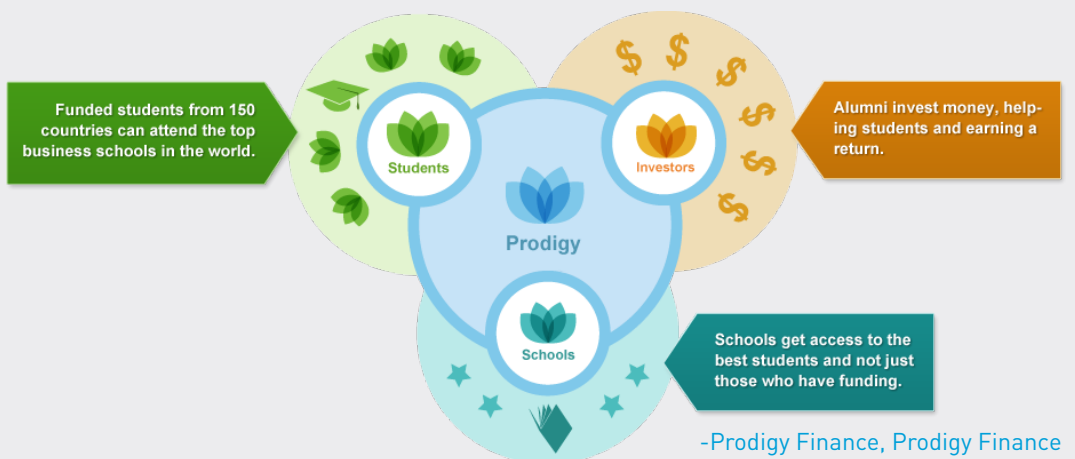 Funded students from 150
countries can attend the top
business schools in the world.
Students
Investors
Alumni invest money, help-
ing students and earning a
return.
Prodigy
Schools
Schools get access to the
best students and not just
those who have funding.
-Prodigy Finance, Prodigy Finance